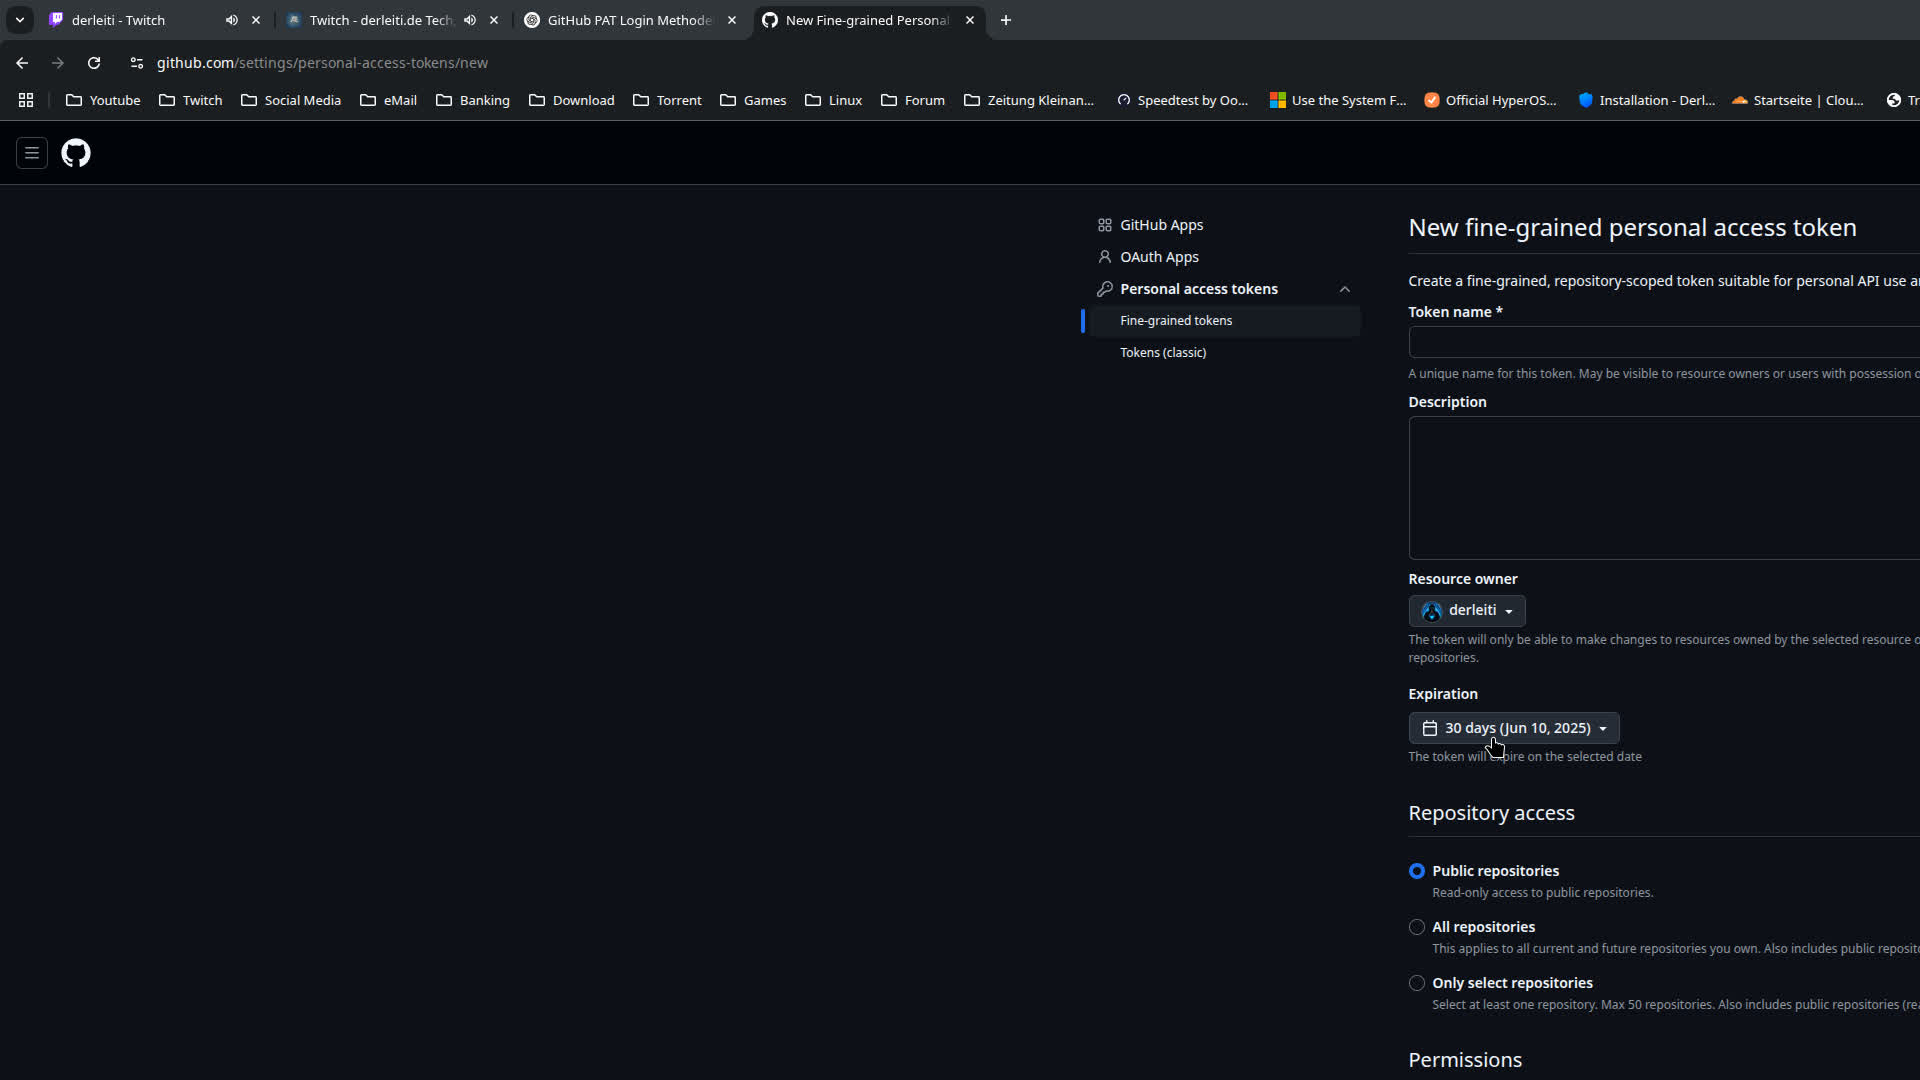 derleiti - Twitch
Twitch - derleiti.de Tech
GitHub PAT Login Methode
New Fine-grained Personal
github.com/settings/personal-access-tokens/new
Youtube
Twitch
Social Media
eMail
Banking
Download
Torrent
Games
Linux
Forum
Zeitung Kleinan...
Speedtest by Oo...
Use the System F...
Official HyperOS...
Installation - Derl...
Startseite | Clou...
Tr
GitHub Apps
OAuth Apps
Personal access tokens
Fine-grained tokens
Tokens (classic)
New fine-grained personal access token
Create a fine-grained, repository-scoped token suitable for personal API use
Token name *
A unique name for this token. May be visible to resource owners or users with possession
Description
Resource owner
derleiti
The token will only be able to make changes to resources owned by the selected resource
repositories.
Expiration
30 days (Jun 10, 2025)
The token will expire on the selected date
Repository access
Public repositories
Read-only access to public repositories.
All repositories
This applies to all current and future repositories you own. Also includes public
Only select repositories
Select at least one repository. Max 50 repositories. Also includes public repositories
Permissions